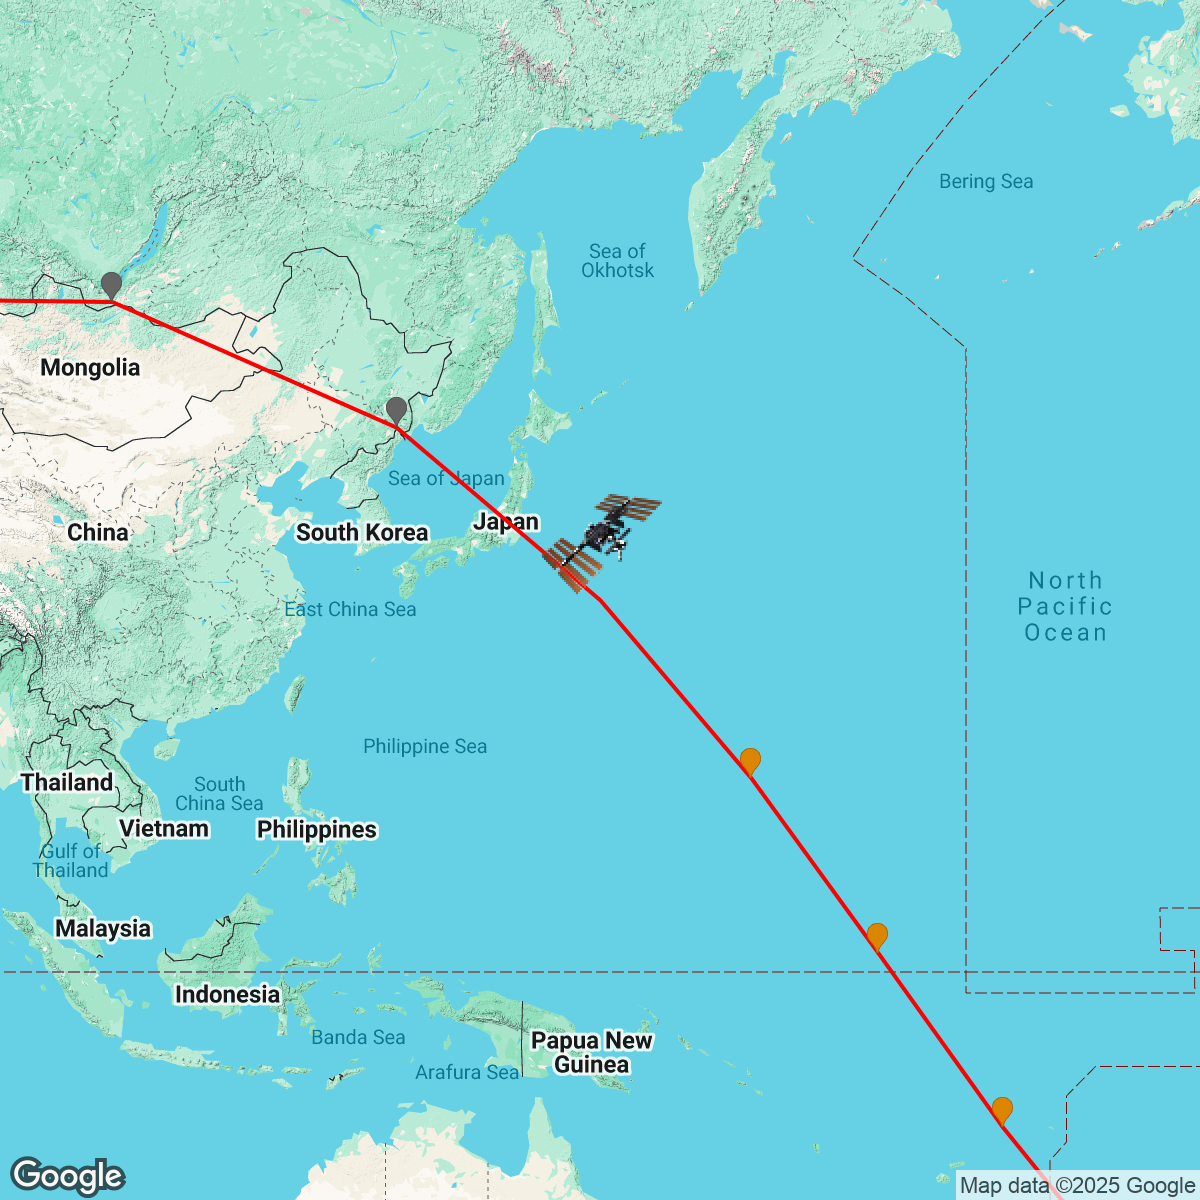 Bering Sea
Sea of
Okhotsk
Mongolia
Sea of Japan
Japan
China
South Korea
North
Pacific
Ocean
East China Sea
Philippine Sea
Thailand
South
China Sea
Vietnam
Philippines
Gulf of
Thailand
Malaysia
Indonesia
Banda Sea
Papua New
Guinea
Arafura Sea
Google
Map data ©2025 Google